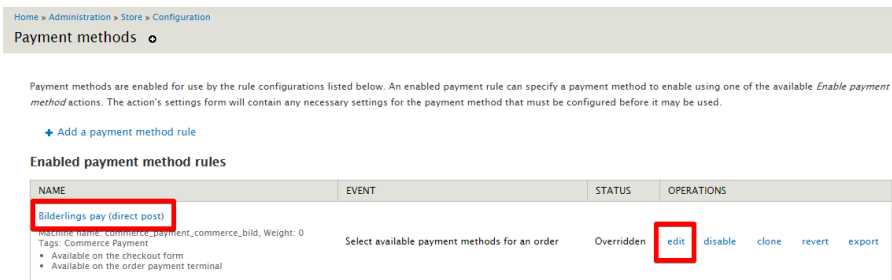 Home » Administration » Store » Configuration
Payment methods
Payment methods are enabled for use by the rule configurations listed below. An enabled payment rule can specify a payment method to enable using one of the available Enable payment
method actions. The action's settings form will contain any necessary settings for the payment method that must be configured before it may be used.
+ Add a payment method rule
Enabled payment method rules
NAME EVENT STATUS OPERATIONS
Bilderlings pay (direct post)
Machine name: commerce_payment_commerce_bild, Weight: 0
Tags: Commerce Payment
Select available payment methods for an order Overridden edit disable clone revert export
• Available on the checkout form
• Available on the order payment terminal